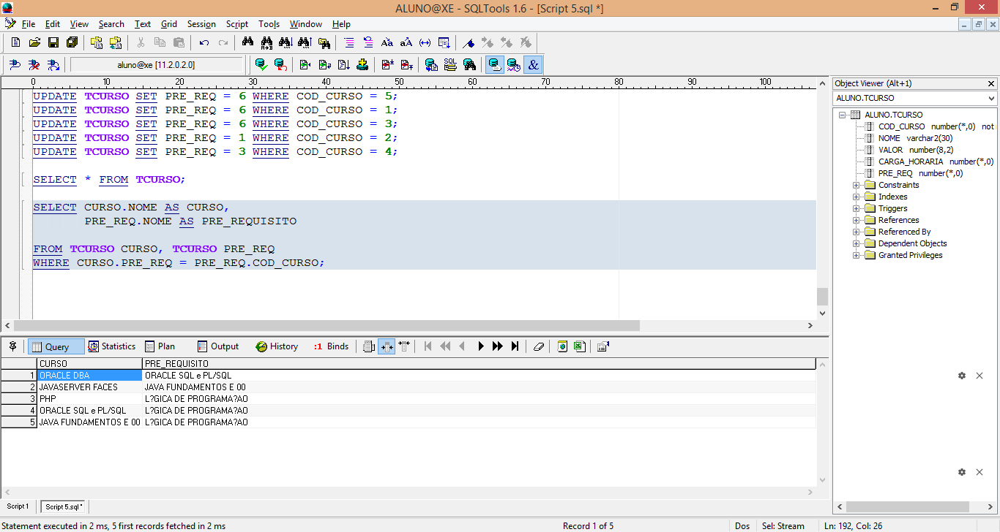 ALUNO@XE - SQLTools 1.6 - [Script 5.sql *]
File Edit View Search Text Grid Session Script Tools Window Help
aluno@xe [11.2.0.2.0]
SQL
&
0 10 20 30 40 50 60 70 80 90 100
UPDATE TCURSO SET PRE_REQ = 6 WHERE COD_CURSO = 5;
UPDATE TCURSO SET PRE_REQ = 6 WHERE COD_CURSO = 1;
UPDATE TCURSO SET PRE_REQ = 6 WHERE COD_CURSO = 3;
UPDATE TCURSO SET PRE_REQ = 1 WHERE COD_CURSO = 2;
UPDATE TCURSO SET PRE_REQ = 3 WHERE COD_CURSO = 4;
SELECT * FROM TCURSO;
SELECT CURSO.NOME AS CURSO,
PRE_REQ.NOME AS PRE_REQUISITO
FROM TCURSO CURSO, TCURSO PRE_REQ
WHERE CURSO.PRE_REQ = PRE_REQ.COD_CURSO;
Object Viewer (Alt+1)
ALUNO.TCURSO
ALUNO.TCURSO
COD_CURSO number(*,0) not
NOME varchar2(30)
VALOR number(8,2)
CARGA_HORARIA number(*,0)
PRE_REQ number(*,0)
Constraints
Indexes
Triggers
References
Referenced By
Dependent Objects
Granted Privileges
Query Statistics Plan Output History :1 Binds
CURSO PRE_REQUISITO
1 ORACLE DBA ORACLE SQL e PL/SQL
2 JAVASERVER FACES JAVA FUNDAMENTOS E 00
3 PHP L?GICA DE PROGRAMA?AO
4 ORACLE SQL e PL/SQL L?GICA DE PROGRAMA?AO
5 JAVA FUNDAMENTOS E 00 L?GICA DE PROGRAMA?AO
Script 1 Script 5.sql*
Statement executed in 2 ms, 5 first records fetched in 2 ms Record 1 of 5 Dos Sel: Stream Ln: 192, Col: 26